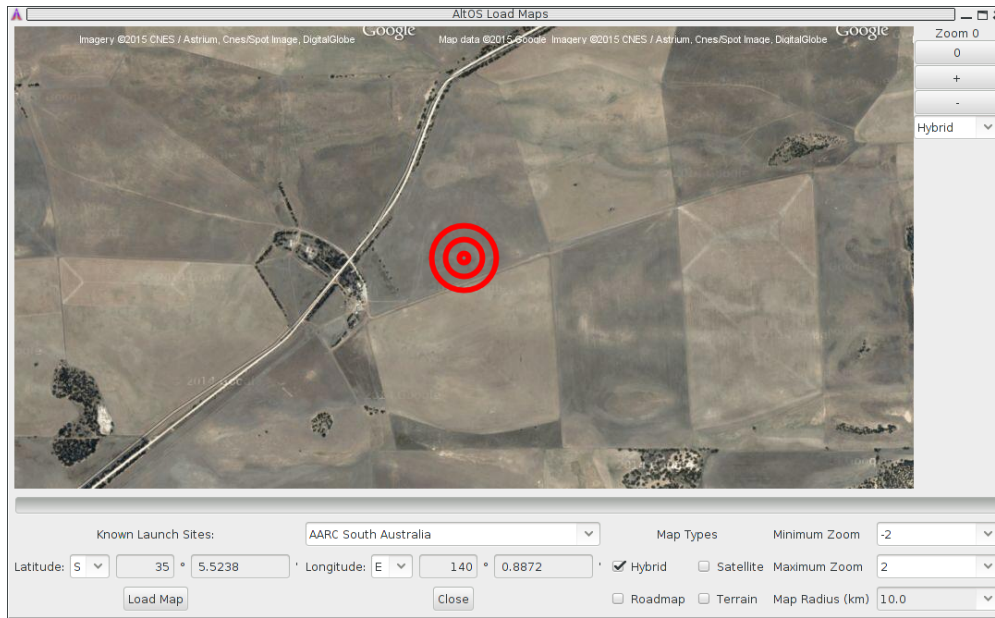 AltOS Load Maps
Imagery ©2015 CNES / Astrium, Cnes/Spot Image, DigitalGlobe Google Map data ©2015 Google Imagery ©2015 CNES / Astrium, Cnes/Spot Image, DigitalGlobe Google
Zoom 0
0
+
-
Hybrid
Known Launch Sites: AARC South Australia Map Types Minimum Zoom -2
Latitude: S 35 ° 5.5238 ' Longitude: E 140 ° 0.8872 ' Hybrid Satellite Maximum Zoom 2
Load Map Close Roadmap Terrain Map Radius (km) 10.0